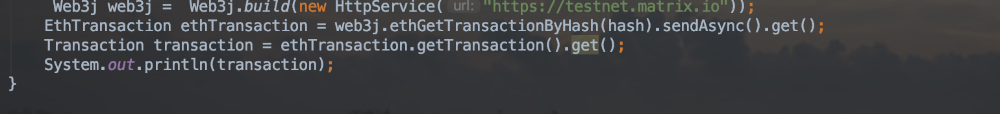 Web3j web3j = Web3j.build(new HttpService( url: "https://testnet.matrix.io"));
EthTransaction ethTransaction = web3j.ethGetTransactionByHash(hash).sendAsync().get();
Transaction transaction = ethTransaction.getTransaction().get();
System.out.println(transaction);
}